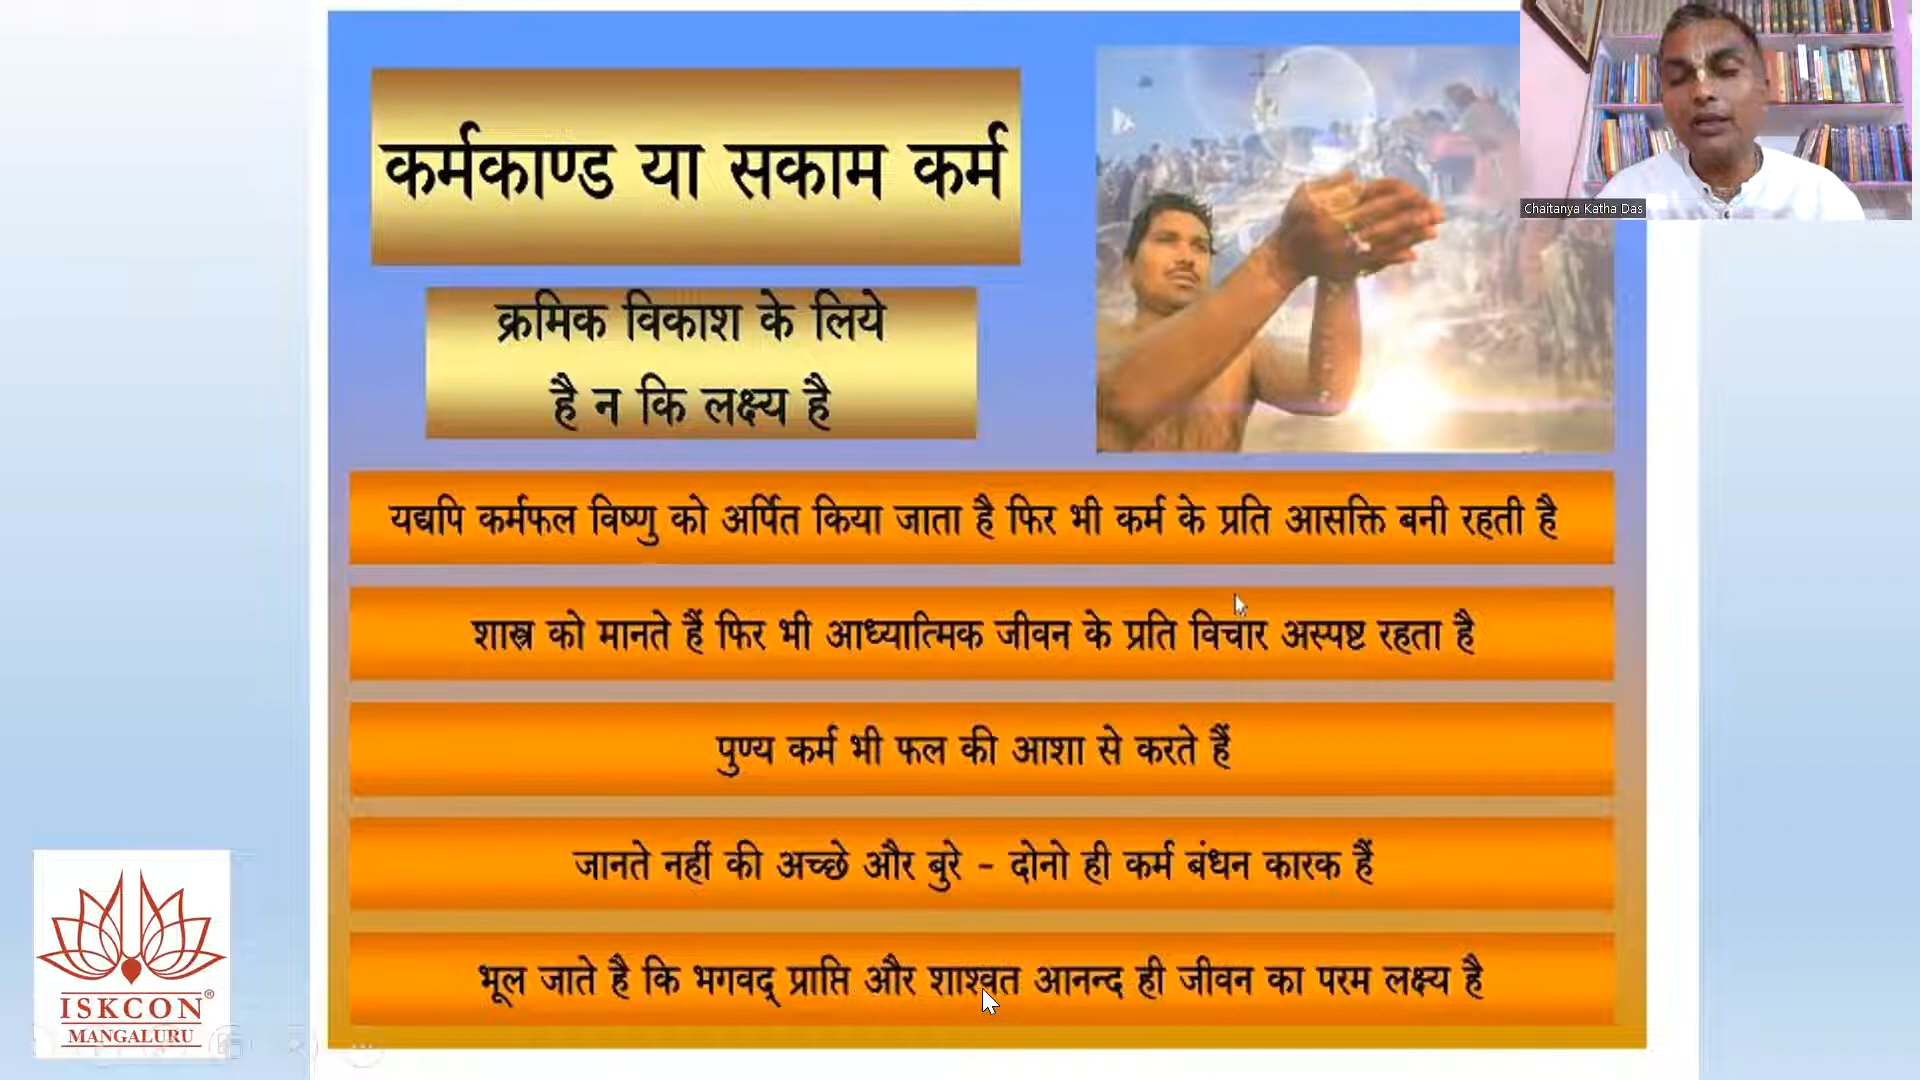 कर्मकाण्ड या सकाम कर्म
क्रमिक विकाश के लिये
है न कि लक्ष्य है
Chaitanya Katha Das
यद्यपि कर्मफल विष्णु को अर्पित किया जाता है फिर भी कर्म के प्रति आसक्ति बनी रहती है
शास्त्र को मानते हैं फिर भी आध्यात्मिक जीवन के प्रति विचार अस्पष्ट रहता है
पुण्य कर्म भी फल की आशा से करते हैं
जानते नहीं की अच्छे और बुरे - दोनो ही कर्म बंधन कारक हैं
भूल जाते है कि भगवद् प्राप्ति और शाश्वत आनन्द ही जीवन का परम लक्ष्य है
ISKCON®
MANGALURU